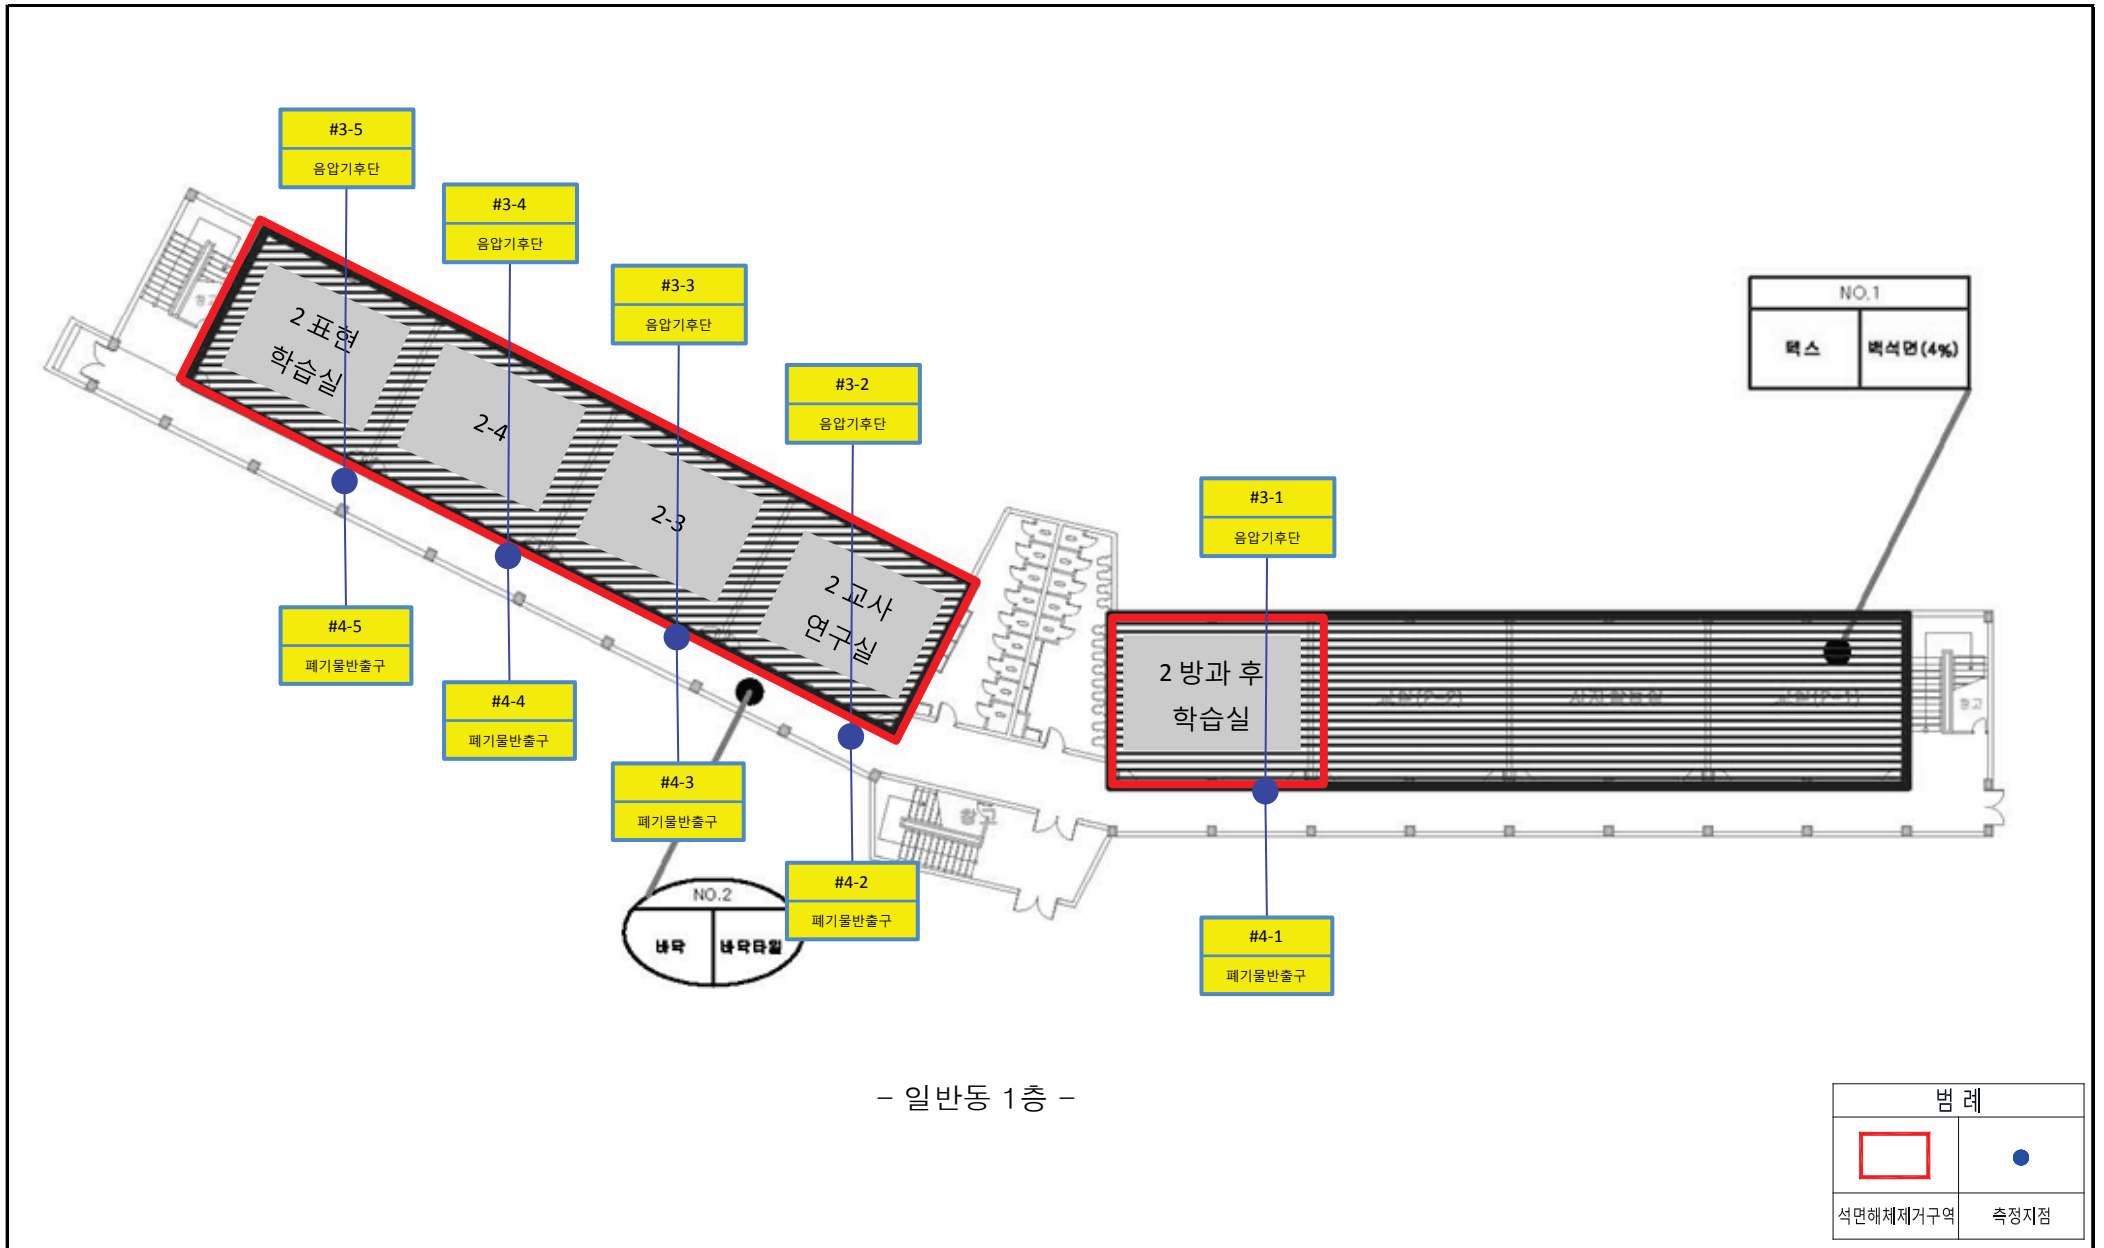 #3-5
음압기후단
#3-4
음압기후단
#3-3
음압기후단
#3-2
음압기후단
#3-1
음압기후단
NO.1
텍스
백석면(4%)
2 표현
학습실
2-4
2-3
2 교사
연구실
2 방과 후
학습실
창고
#4-5
폐기물반출구
#4-4
폐기물반출구
#4-3
폐기물반출구
#4-2
폐기물반출구
#4-1
폐기물반출구
창고
NO.2
바닥
바닥타일
- 일반동 1층 -
범 례
석면해체제거구역
측정지점